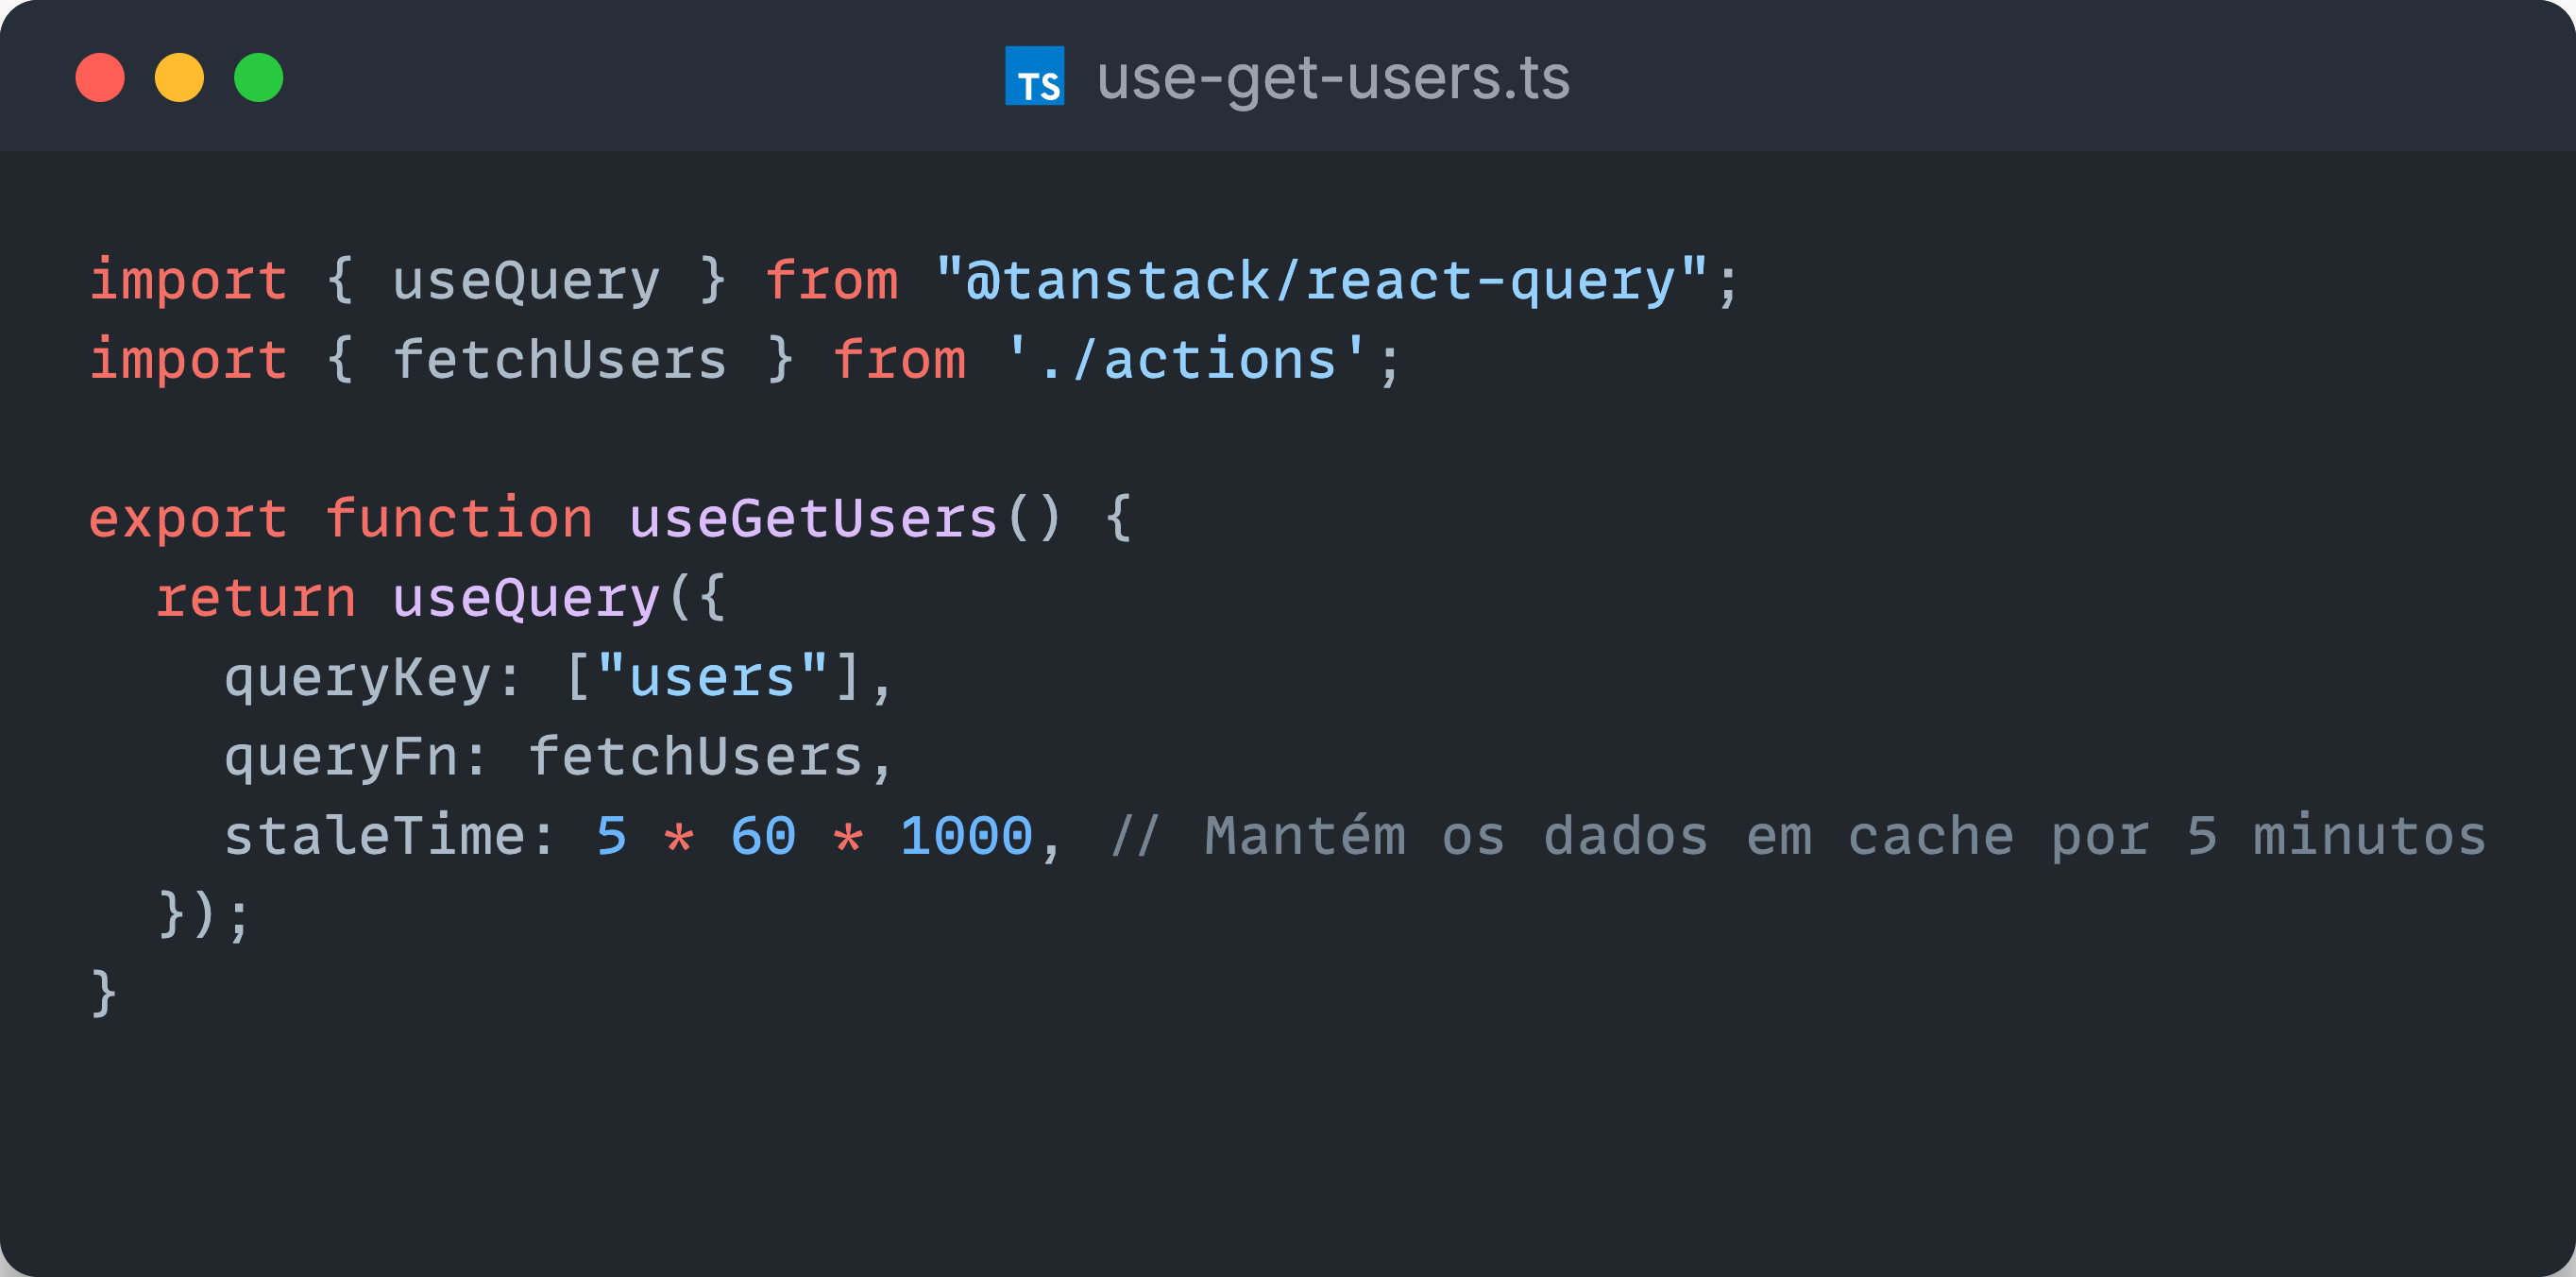 TS use-get-users.ts
import { useQuery } from "@tanstack/react-query";
import { fetchUsers } from './actions';
export function useGetUsers() {
  return useQuery({
    queryKey: ["users"],
    queryFn: fetchUsers,
    staleTime: 5 * 60 * 1000, // Mantém os dados em cache por 5 minutos
  });
}